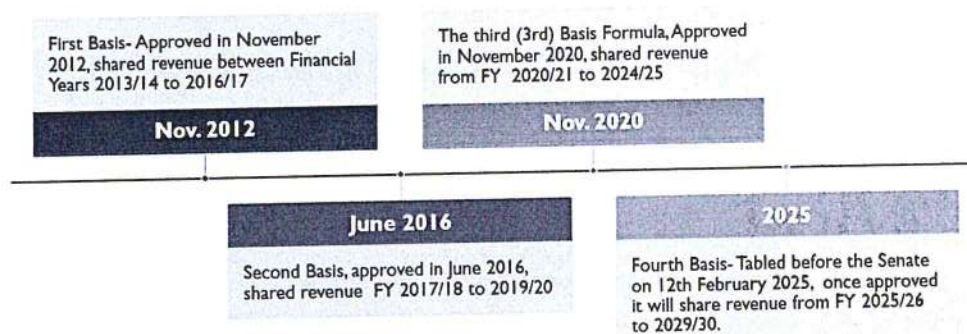 First Basis- Approved in November
2012, shared revenue between Financial
Years 2013/14 to 2016/17
Nov. 2012
The third (3rd) Basis Formula, Approved
in November 2020, shared revenue
from FY 2020/21 to 2024/25
Nov. 2020
June 2016
Second Basis, approved in June 2016,
shared revenue FY 2017/18 to 2019/20
2025
Fourth Basis- Tabled before the Senate
on 12th February 2025, once approved
it will share revenue from FY 2025/26
to 2029/30.